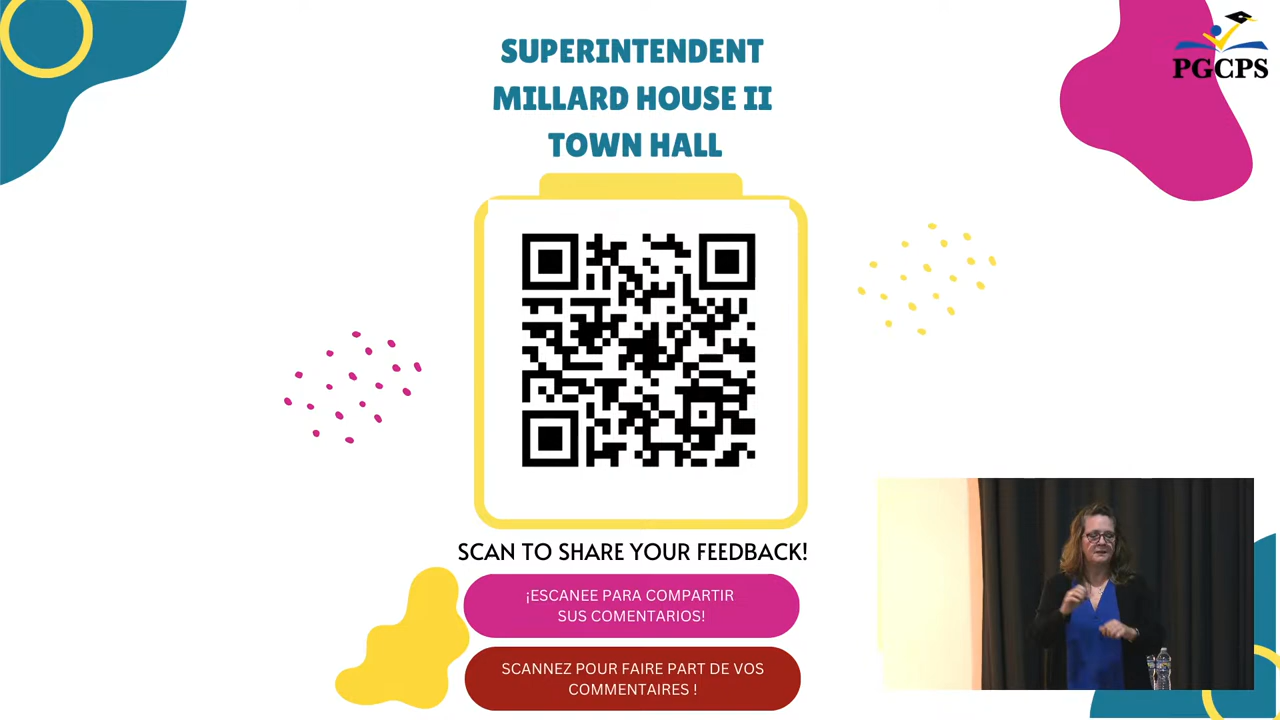 PGCPS
SUPERINTENDENT
MILLARD HOUSE II
TOWN HALL
SCAN TO SHARE YOUR FEEDBACK!
¡ESCANEE PARA COMPARTIR
SUS COMENTARIOS!
SCANNEZ POUR FAIRE PART DE VOS
COMMENTAIRES !